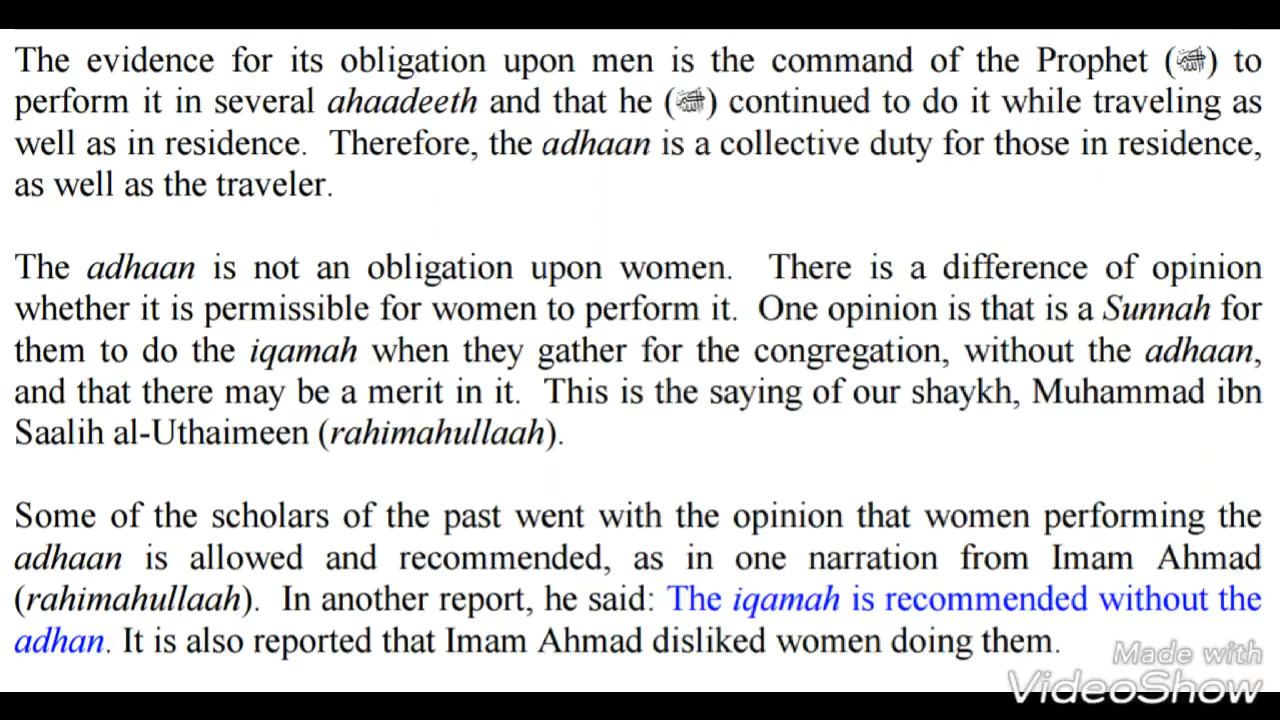 The evidence for its obligation upon men is the command of the Prophet (ﷺ) to
perform it in several ahaadeeth and that he (ﷺ) continued to do it while traveling as
well as in residence. Therefore, the adhaan is a collective duty for those in residence,
as well as the traveler.
The adhaan is not an obligation upon women. There is a difference of opinion
whether it is permissible for women to perform it. One opinion is that is a Sunnah for
them to do the iqamah when they gather for the congregation, without the adhaan,
and that there may be a merit in it. This is the saying of our shaykh, Muhammad ibn
Saalih al-Uthaimeen (rahimahullaah).
Some of the scholars of the past went with the opinion that women performing the
adhaan is allowed and recommended, as in one narration from Imam Ahmad
(rahimahullaah). In another report, he said: The iqamah is recommended without the
adhan. It is also reported that Imam Ahmad disliked women doing them.
Made with
VideoShow